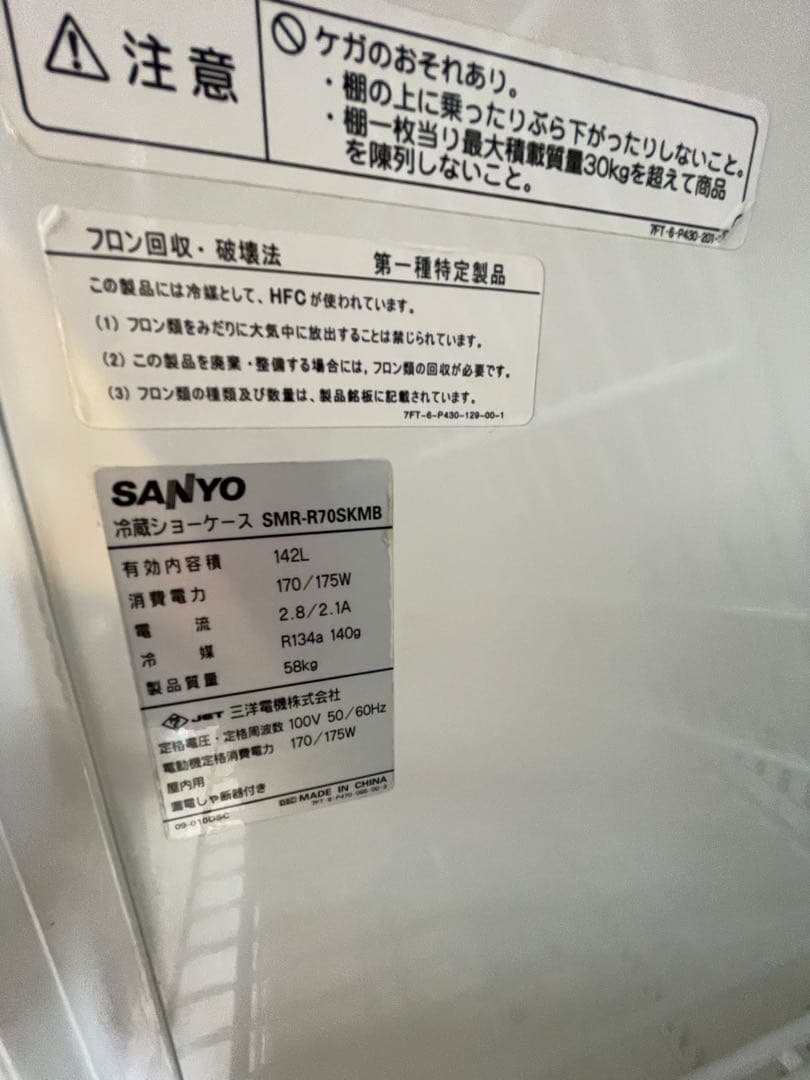 注意
ケガのおそれあり。
・棚の上に乗ったりぶら下がったりしないこと。
・棚一枚当り最大積載質量30kgを超えて商品
を陳列しないこと。
7FT-6-P430-201-
フロン回収・破壊法 第一種特定製品
この製品には冷媒として、HFCが使われています。
(1) フロン類をみだりに大気中に放出することは禁じられています。
(2) この製品を廃棄・整備する場合には,フロン類の回収が必要です。
(3) フロン類の種類及び数量は、製品銘板に記載されています。
7FT-6-P430-129-00-1
SANYO
冷蔵ショーケース SMR-R70SKMB
有効内容積 142L
消費電力 170/175W
電流 2.8/2.1A
冷媒 R134a 140g
製品質量 58kg
JET 三洋電機株式会社
定格電圧・定格周波数 100V 50/60Hz
電動機定格消費電力 170/175W
屋内用
漏電しゃ断器付き
MADE IN CHINA